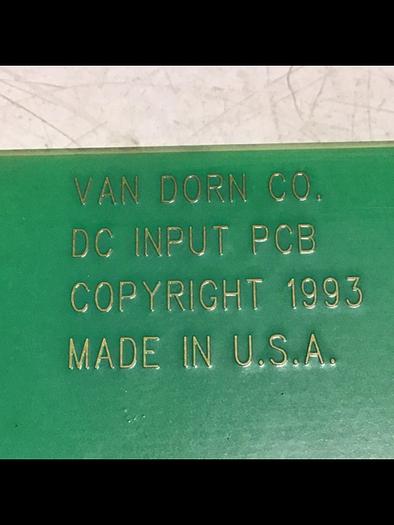 VAN DORN CO.
DC INPUT PCB
COPYRIGHT 1993
MADE IN U.S.A.